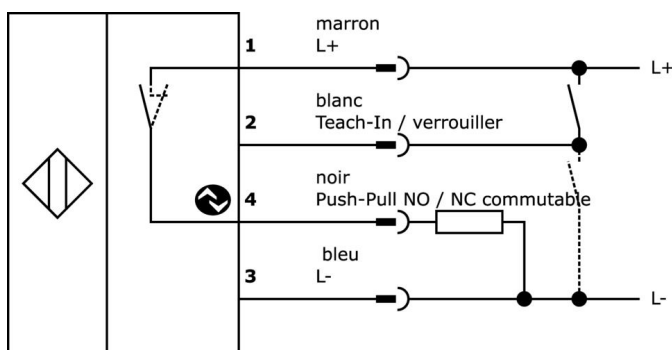 marron
1 L+ L+
blanc
2 Teach-In / verrouiller
noir
4 Push-Pull NO / NC commutable
bleu
3 L- L-